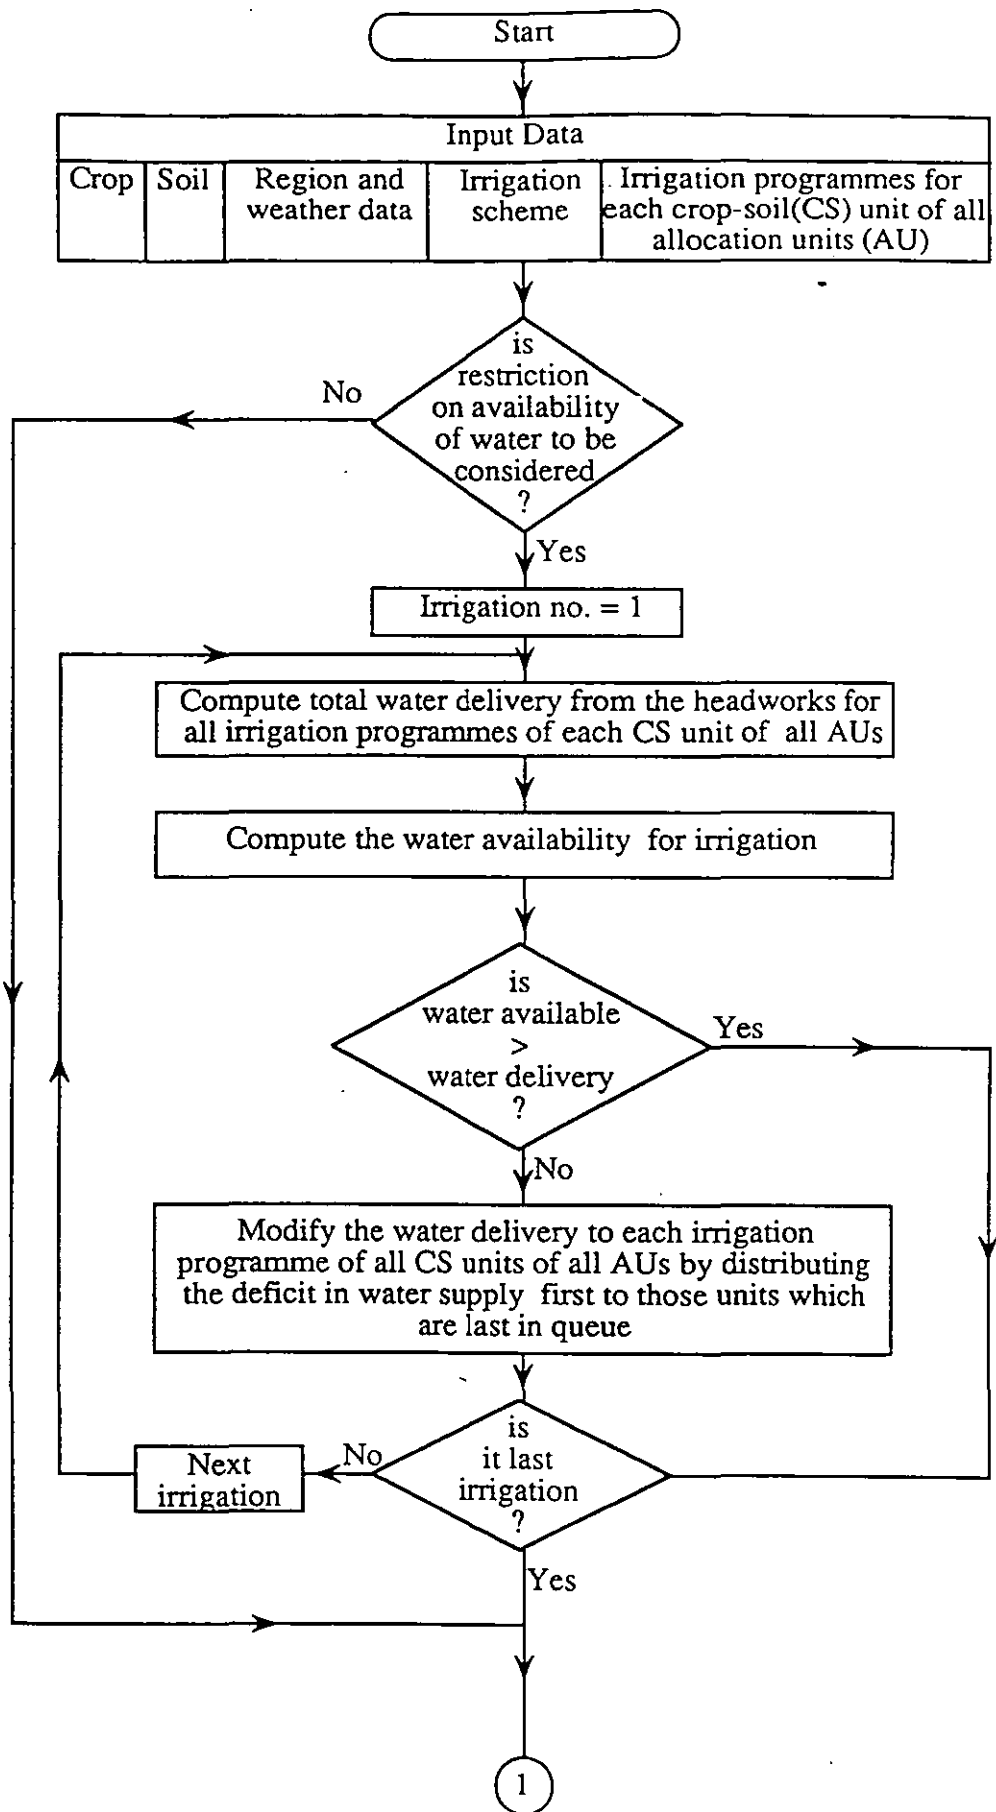 Start
Input Data
Crop
Soil
Region and
weather data
Irrigation
scheme
Irrigation programmes for
each crop-soil(CS) unit of all
allocation units (AU)
is
restriction
on availability
of water to be
considered
?
No
Yes
Irrigation no. = 1
Compute total water delivery from the headworks for
all irrigation programmes of each CS unit of all AUs
Compute the water availability for irrigation
is
water available
>
water delivery
?
Yes
No
Modify the water delivery to each irrigation
programme of all CS units of all AUs by distributing
the deficit in water supply first to those units which
are last in queue
is
it last
irrigation
?
No
Next
irrigation
Yes
1